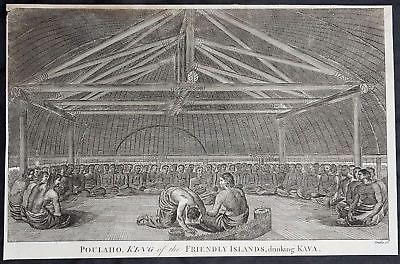 POULAHO, KING of the FRIENDLY ISLANDS, drinking KAVA.